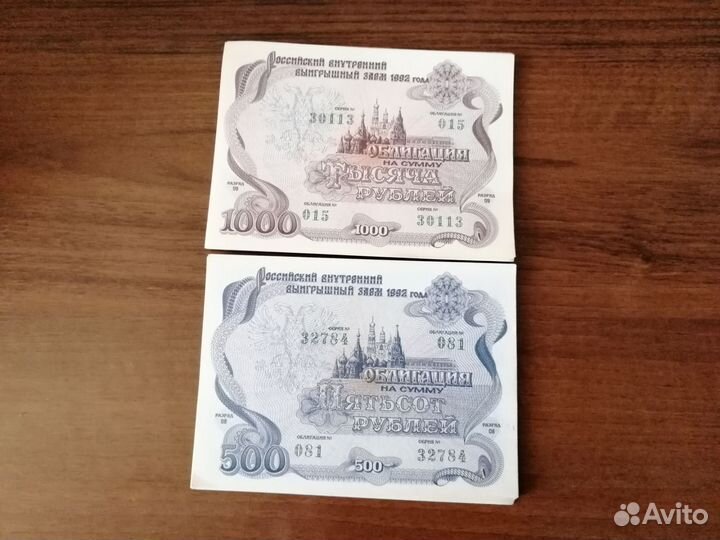 Российский внутренний
выигрышный заем 1992 года
СЕРИЯ № ОБЛИГАЦИЯ №
30113 015
ОБЛИГАЦИЯ
НА СУММУ
ТЫСЯЧА
РУБЛЕЙ
РАЗРЯД РАЗРЯД
09 09
ОБЛИГАЦИЯ № СЕРИЯ №
1000 015 1000 30113
Российский внутренний
выигрышный заем 1992 года
СЕРИЯ № ОБЛИГАЦИЯ №
32784 081
ОБЛИГАЦИЯ
НА СУММУ
ПЯТЬСОТ
РУБЛЕЙ
РАЗРЯД РАЗРЯД
08 08
ОБЛИГАЦИЯ № СЕРИЯ №
500 081 500 32784
Avito